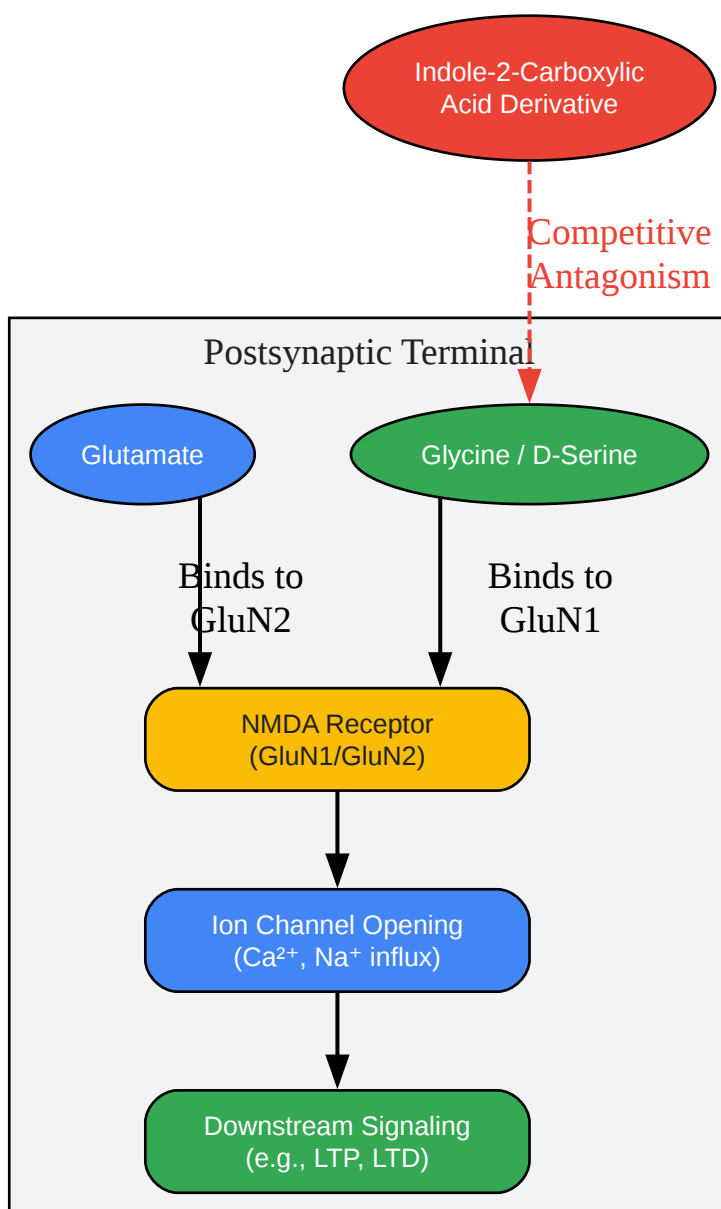 Indole-2-Carboxylic
Acid Derivative
Competitive
Antagonism
Postsynaptic Terminal
Glutamate
Glycine / D-Serine
Binds to
GluN2
Binds to
GluN1
NMDA Receptor
(GluN1/GluN2)
Ion Channel Opening
(Ca²⁺, Na⁺ influx)
Downstream Signaling
(e.g., LTP, LTD)